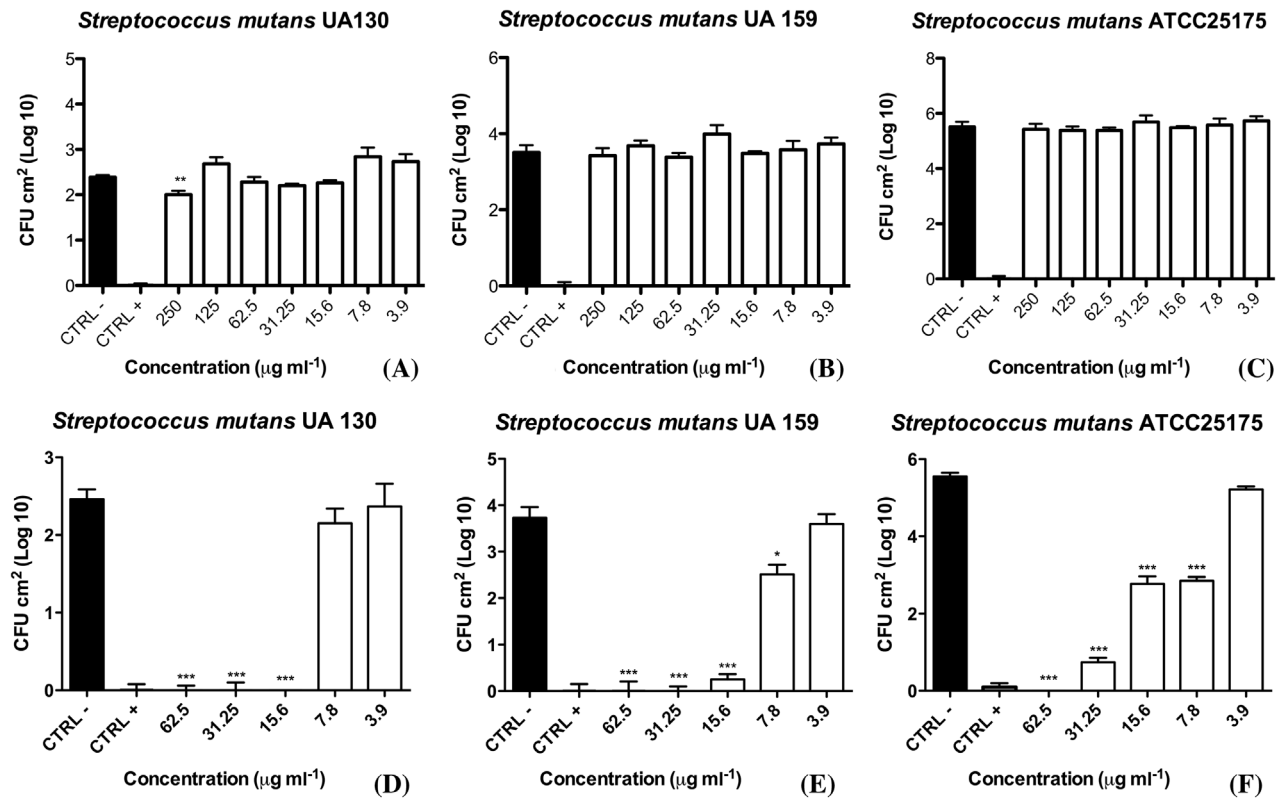 Streptococcus mutans UA130
CFU cm² (Log 10)
5
4
3
2
1
0
**
CTRL -
CTRL +
250
125
62.5
31.25
15.6
7.8
3.9
Concentration (µg ml⁻¹)
(A)
Streptococcus mutans UA 159
CFU cm² (Log 10)
6
4
2
0
CTRL -
CTRL +
250
125
62.5
31.25
15.6
7.8
3.9
Concentration (µg ml⁻¹)
(B)
Streptococcus mutans ATCC25175
CFU cm² (Log 10)
8
6
4
2
0
CTRL -
CTRL +
250
125
62.5
31.25
15.6
7.8
3.9
Concentration (µg ml⁻¹)
(C)
Streptococcus mutans UA 130
CFU cm² (Log 10)
3
2
1
0
***
***
***
CTRL -
CTRL +
62.5
31.25
15.6
7.8
3.9
Concentration (µg ml⁻¹)
(D)
Streptococcus mutans UA 159
CFU cm² (Log 10)
5
4
3
2
1
0
***
***
***
*
CTRL -
CTRL +
62.5
31.25
15.6
7.8
3.9
Concentration (µg ml⁻¹)
(E)
Streptococcus mutans ATCC25175
CFU cm² (Log 10)
6
4
2
0
***
***
***
***
CTRL -
CTRL +
62.5
31.25
15.6
7.8
3.9
Concentration (µg ml⁻¹)
(F)